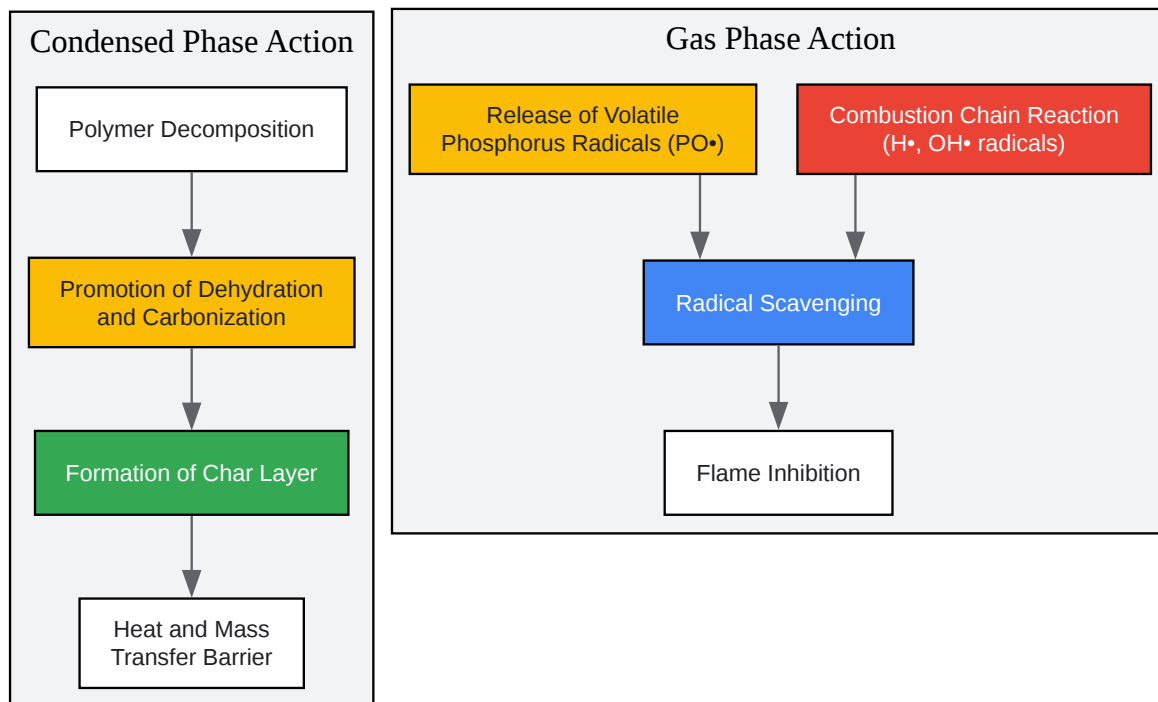 Condensed Phase Action
Polymer Decomposition
Promotion of Dehydration
and Carbonization
Formation of Char Layer
Heat and Mass
Transfer Barrier
Gas Phase Action
Release of Volatile
Phosphorus Radicals (PO•)
Combustion Chain Reaction
(H•, OH• radicals)
Radical Scavenging
Flame Inhibition